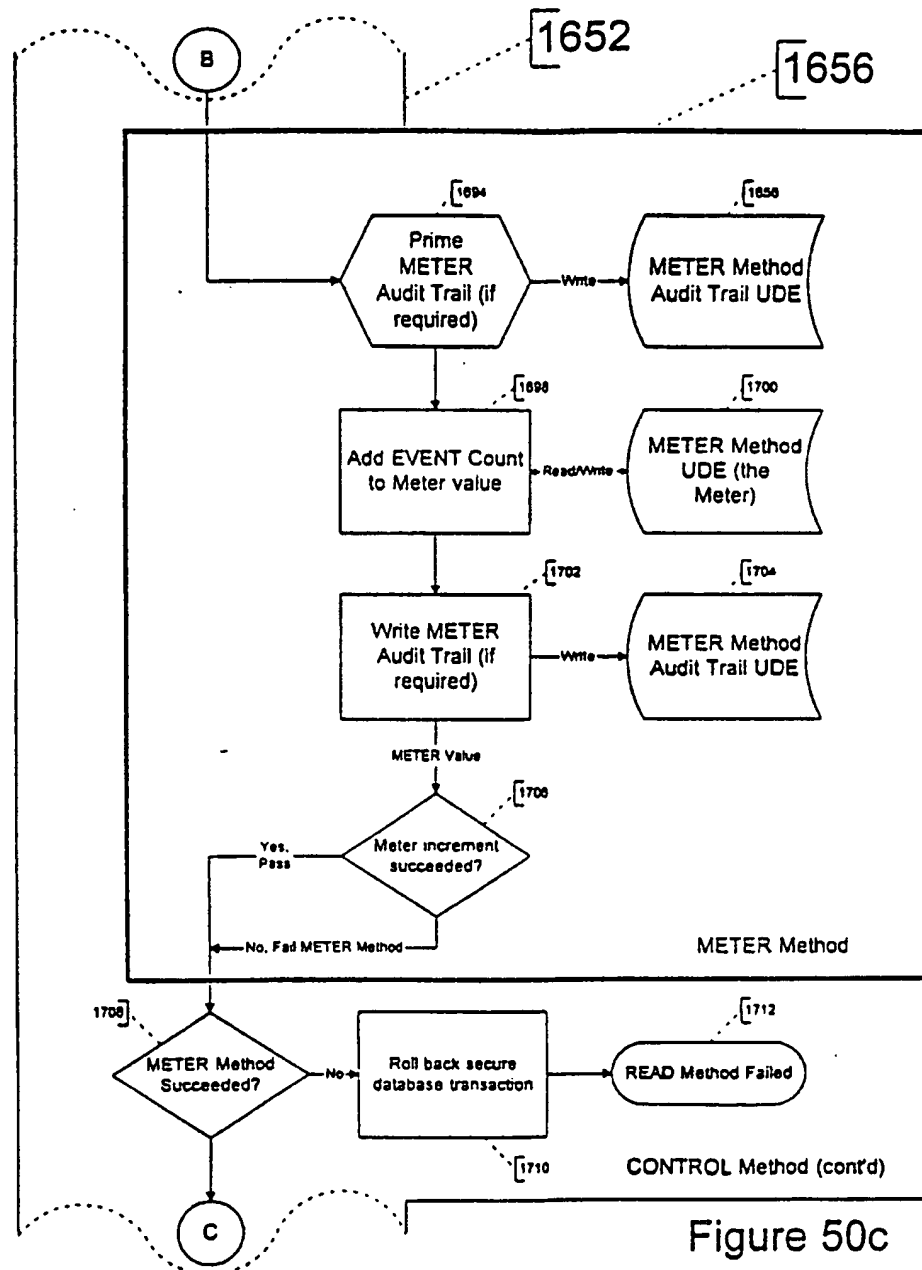 B
1652
1656
1694
Prime
METER
Audit Trail (if
required)
Write
1656
METER Method
Audit Trail UDE
1698
Add EVENT Count
to Meter value
Read/Write
1700
METER Method
UDE (the
Meter)
1702
Write METER
Audit Trail (if
required)
Write
1704
METER Method
Audit Trail UDE
METER Value
1706
Meter increment
succeeded?
Yes,
Pass
No, Fail METER Method
METER Method
1708
METER Method
Succeeded?
No
Roll back secure
database transaction
1710
1712
READ Method Failed
CONTROL Method (cont'd)
C
Figure 50c